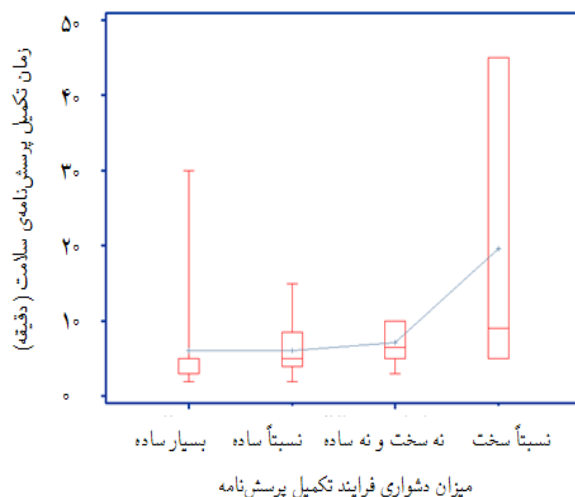 زمان تکمیل پرسش‌نامه‌ی سلامت (دقیقه)
۵۰
۴۰
۳۰
۲۰
۱۰
۰
بسیار ساده
نسبتاً ساده
نه سخت و نه ساده
نسبتاً سخت
میزان دشواری فرایند تکمیل پرسش‌نامه